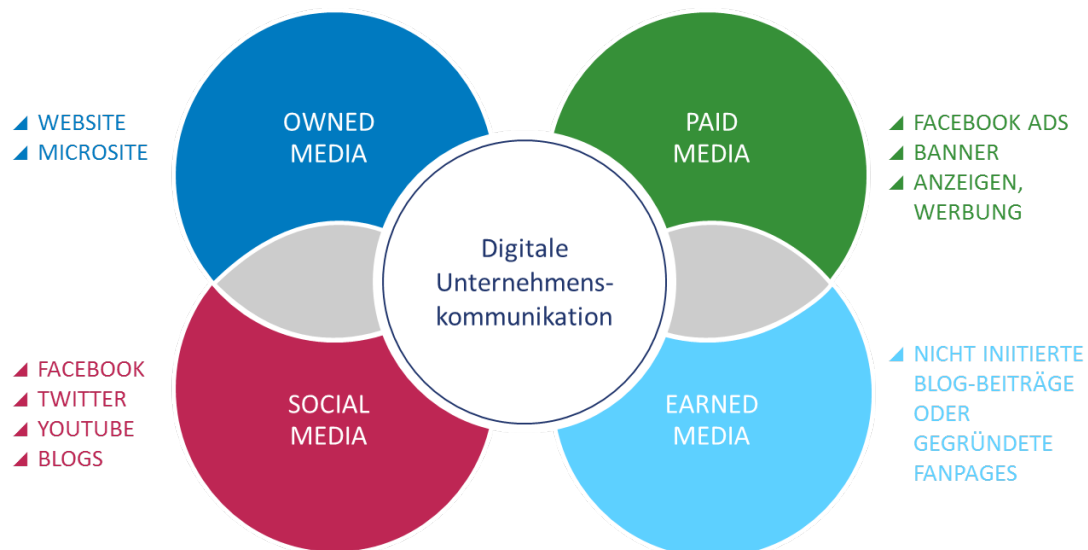 WEBSITE
MICROSITE
OWNED
MEDIA
PAID
MEDIA
FACEBOOK ADS
BANNER
ANZEIGEN,
WERBUNG
Digitale
Unternehmens-
kommunikation
FACEBOOK
TWITTER
YOUTUBE
BLOGS
SOCIAL
MEDIA
EARNED
MEDIA
NICHT INIITIERTE
BLOG-BEITRÄGE
ODER
GEGRÜNDETE
FANPAGES